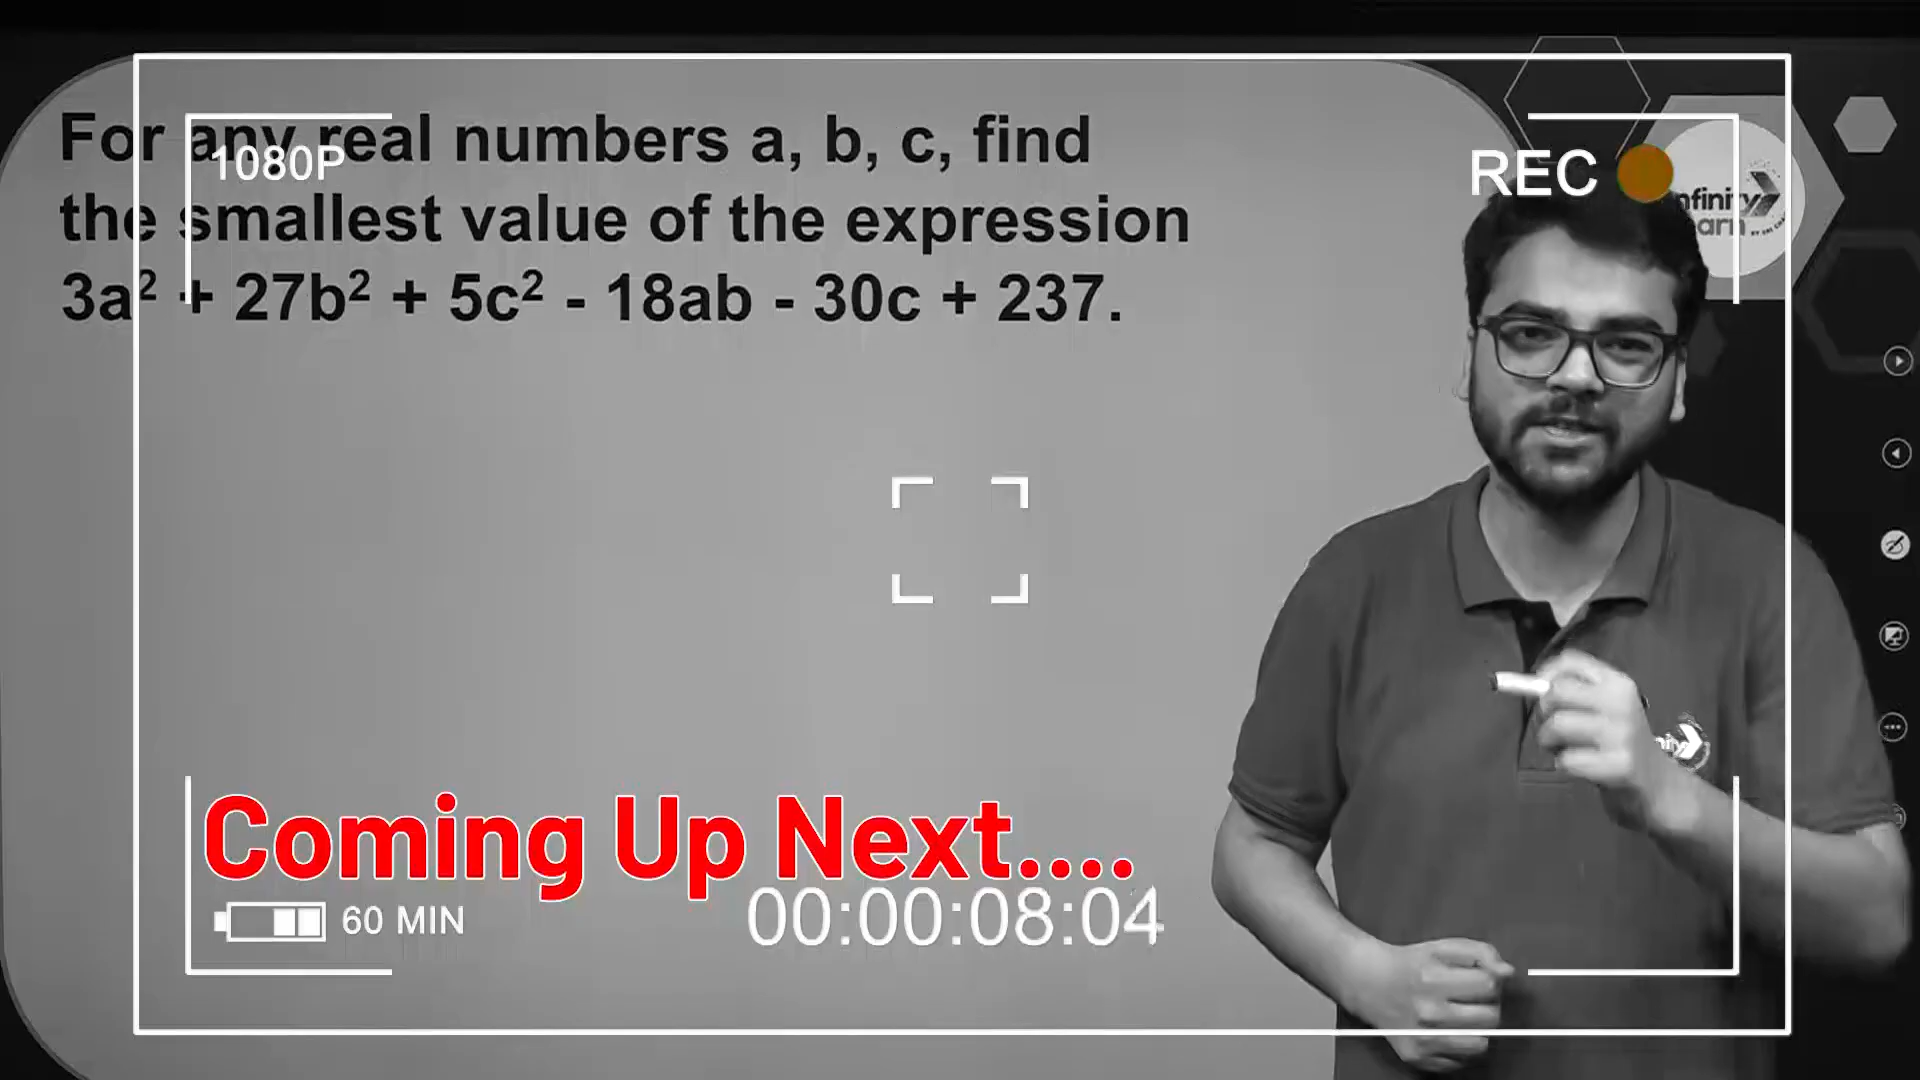 For any real numbers a, b, c, find
the smallest value of the expression
3a² + 27b² + 5c² - 18ab - 30c + 237.
1080P
REC
Coming Up Next....
60 MIN
00:00:08:04